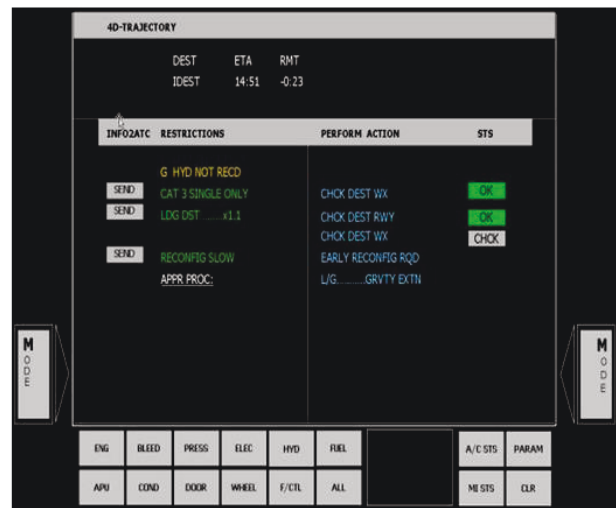 4D-TRAJECTORY
DEST ETA RMT
IDEST 14:51 -0:23
INFO2ATC RESTRICTIONS PERFORM ACTION STS
G HYD NOT RECD
SEND CAT 3 SINGLE ONLY CHCK DEST WX OK
SEND LDG DST ......x1.1 CHCK DEST RWY OK
CHCK DEST WX CHCK
SEND RECONFIG SLOW EARLY RECONFIG RQD
APPR PROC: L/G.........GRVTY EXTN
MODE MODE
ENG BLEED PRESS ELEC HYD FUEL A/C STS PARAM
APU COND DOOR WHEEL F/CTL ALL MI STS CLR